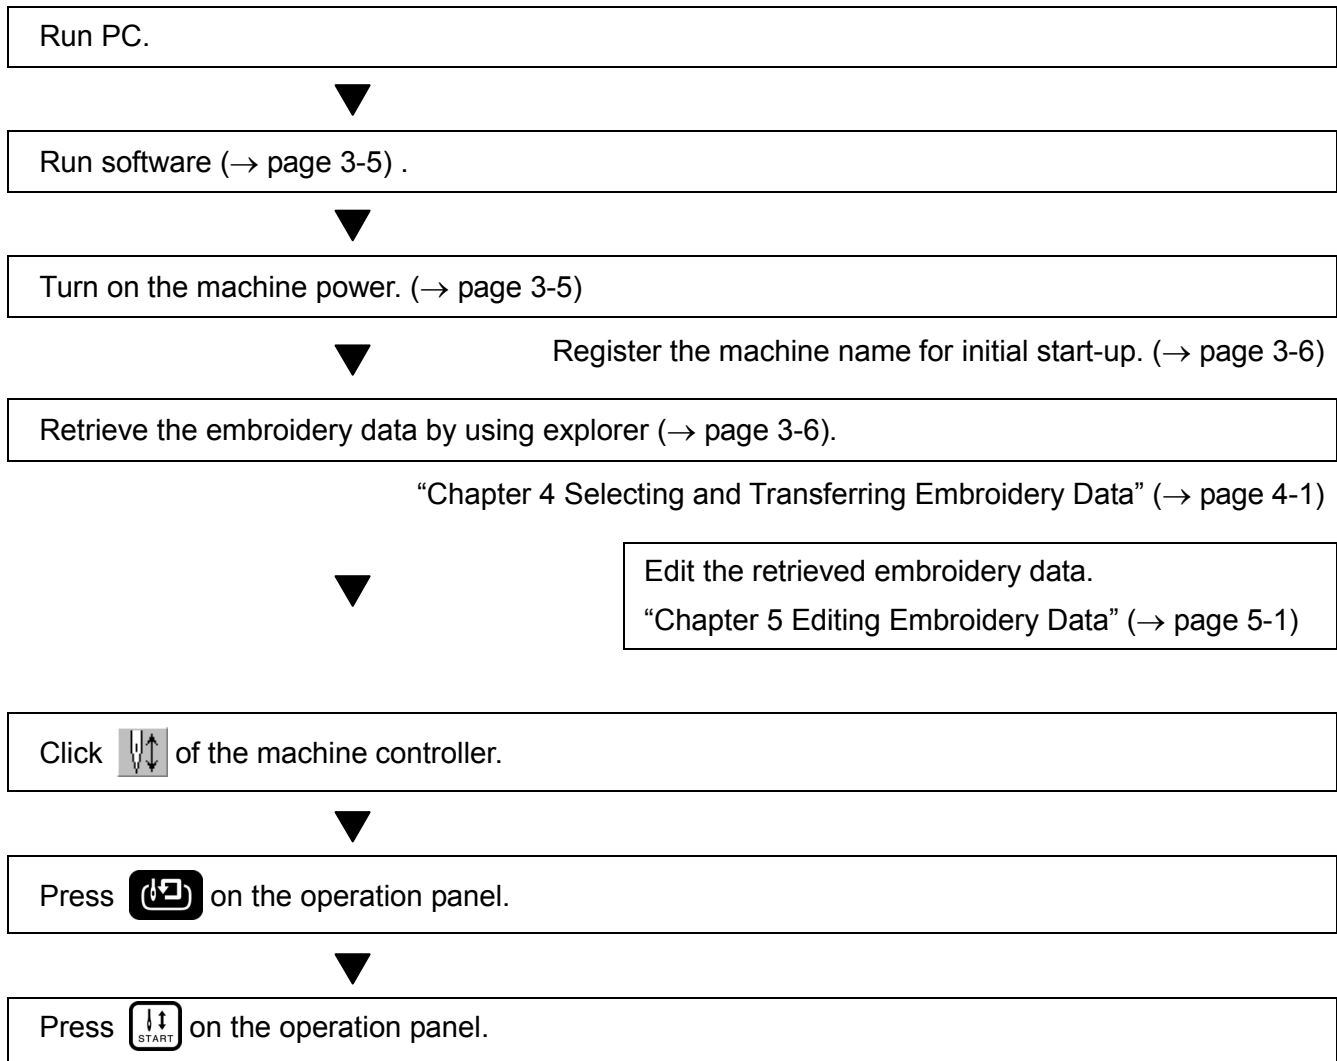 Run PC.
Run software (→ page 3-5) .
Turn on the machine power. (→ page 3-5)
Register the machine name for initial start-up. (→ page 3-6)
Retrieve the embroidery data by using explorer (→ page 3-6).
“Chapter 4 Selecting and Transferring Embroidery Data” (→ page 4-1)
Edit the retrieved embroidery data.
“Chapter 5 Editing Embroidery Data” (→ page 5-1)
Click of the machine controller.
Press on the operation panel.
Press START on the operation panel.